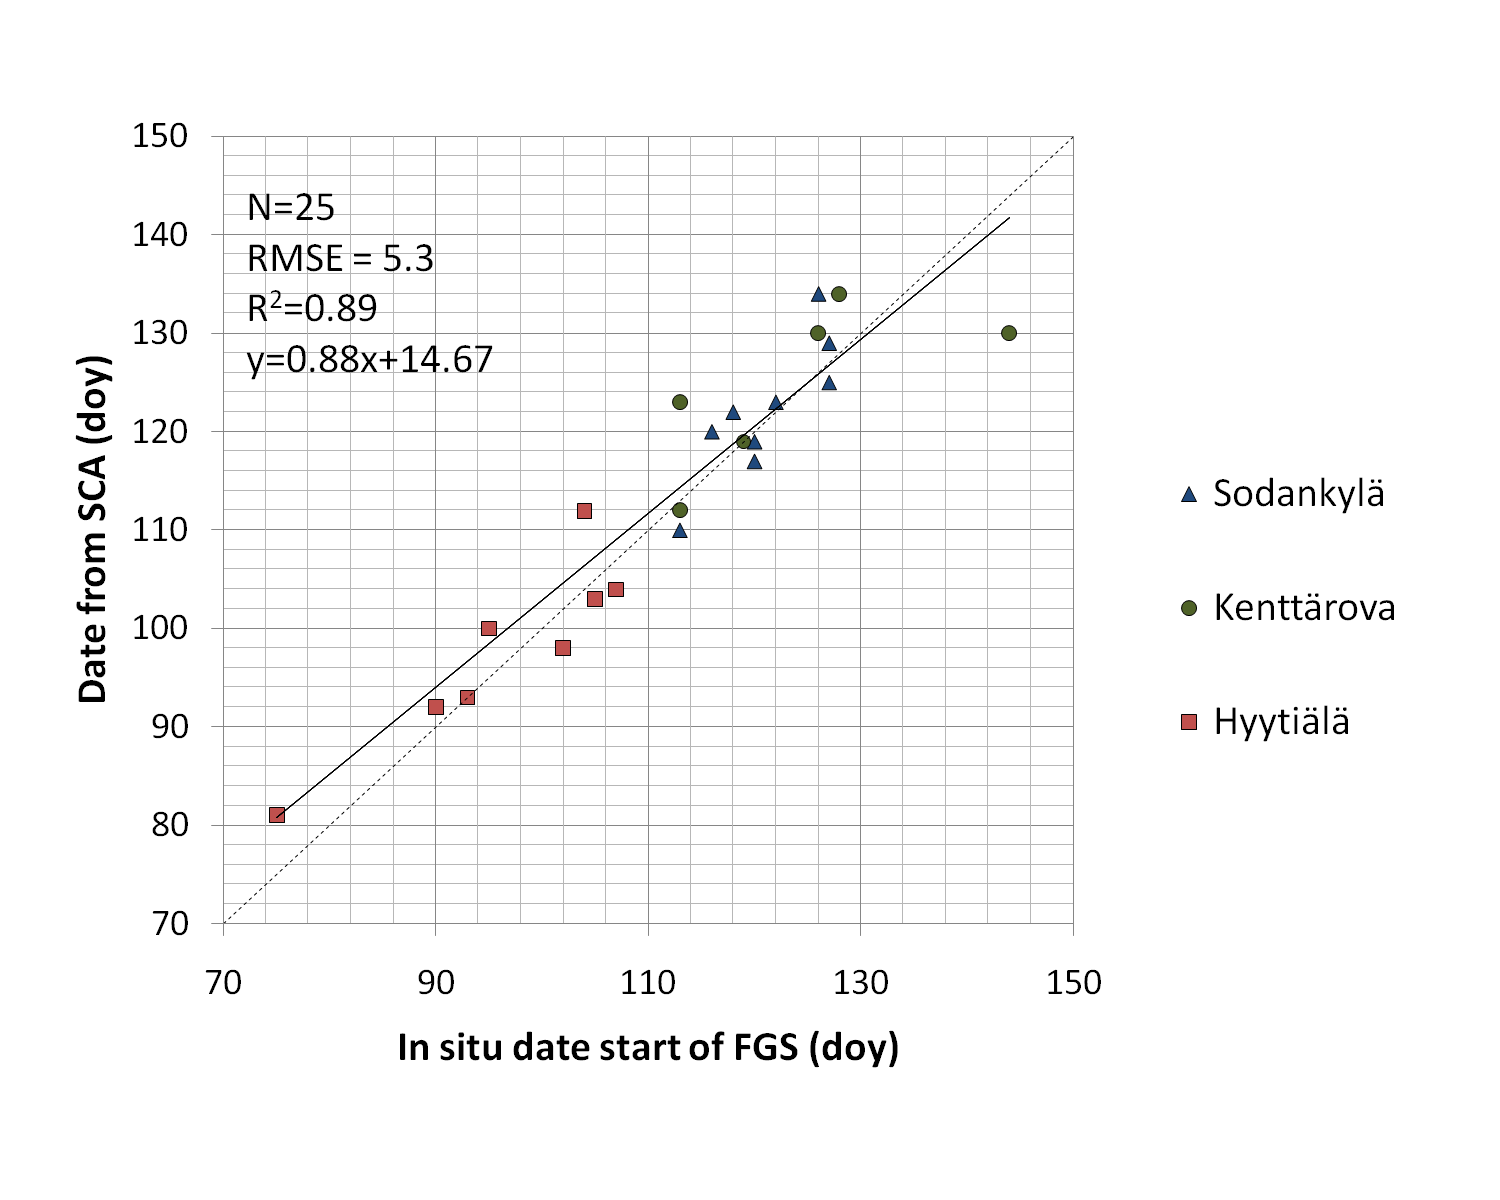 150
140
130
120
110
100
90
80
70
N=25
RMSE = 5.3
R²=0.89
y=0.88x+14.67
Date from SCA (doy)
70 90 110 130 150
In situ date start of FGS (doy)
Sodankylä
Kenttärova
Hyytiälä